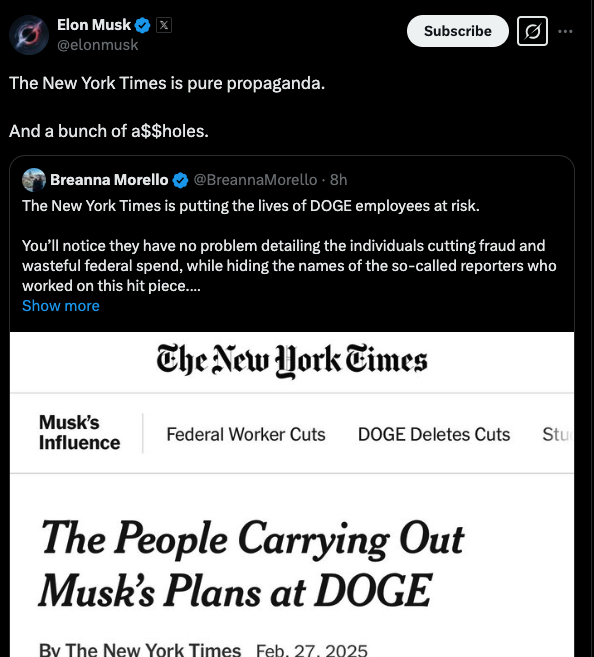 Elon Musk X
@elonmusk
Subscribe
The New York Times is pure propaganda.
And a bunch of a$$holes.
Breanna Morello @BreannaMorello · 8h
The New York Times is putting the lives of DOGE employees at risk.
You’ll notice they have no problem detailing the individuals cutting fraud and
wasteful federal spend, while hiding the names of the so-called reporters who
worked on this hit piece....
Show more
The New York Times
Musk’s
Influence
Federal Worker Cuts DOGE Deletes Cuts Stu
The People Carrying Out
Musk’s Plans at DOGE
By The New York Times Feb. 27, 2025